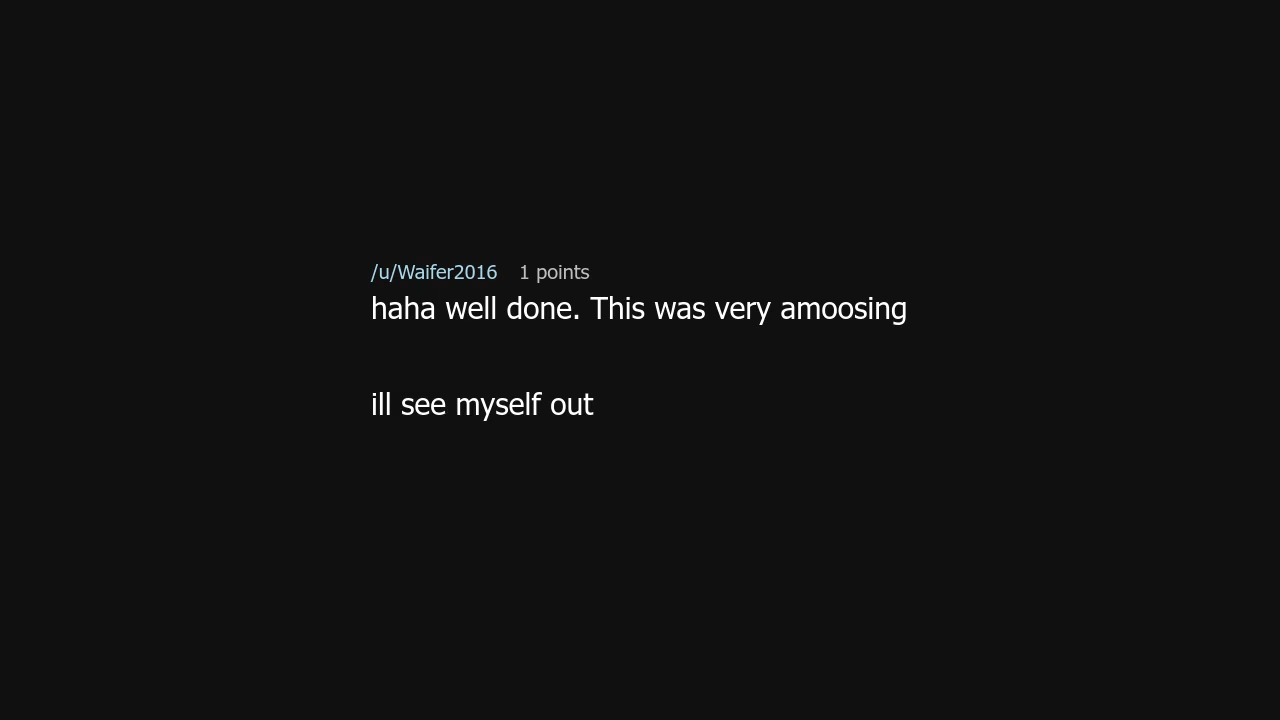 /u/Waifer2016 1 points
haha well done. This was very amoosing
ill see myself out